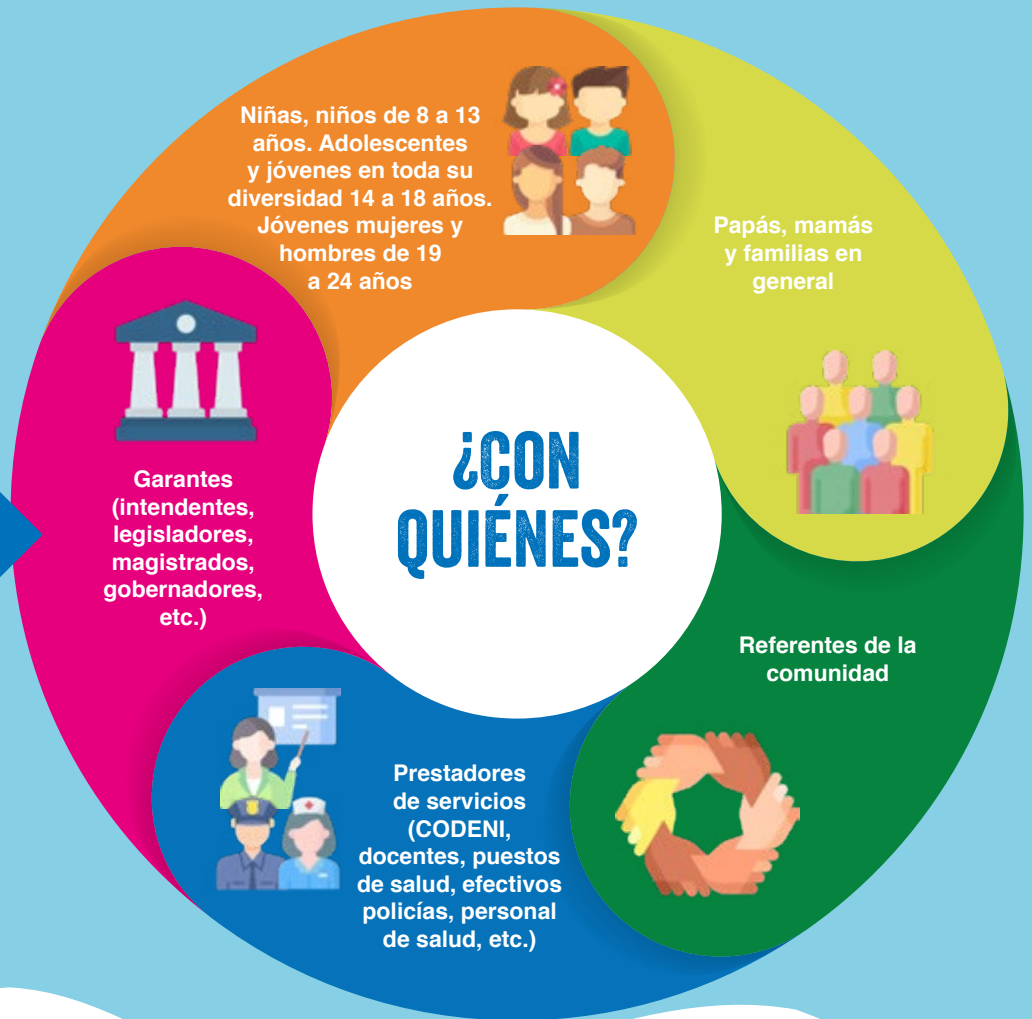 ¿CON
QUIÉNES?
Niñas, niños de 8 a 13
años. Adolescentes
y jóvenes en toda su
diversidad 14 a 18 años.
Jóvenes mujeres y
hombres de 19
a 24 años
Papás, mamás
y familias en
general
Referentes de la
comunidad
Prestadores
de servicios
(CODENI,
docentes, puestos
de salud, efectivos
policías, personal
de salud, etc.)
Garantes
(intendentes,
legisladores,
magistrados,
gobernadores,
etc.)